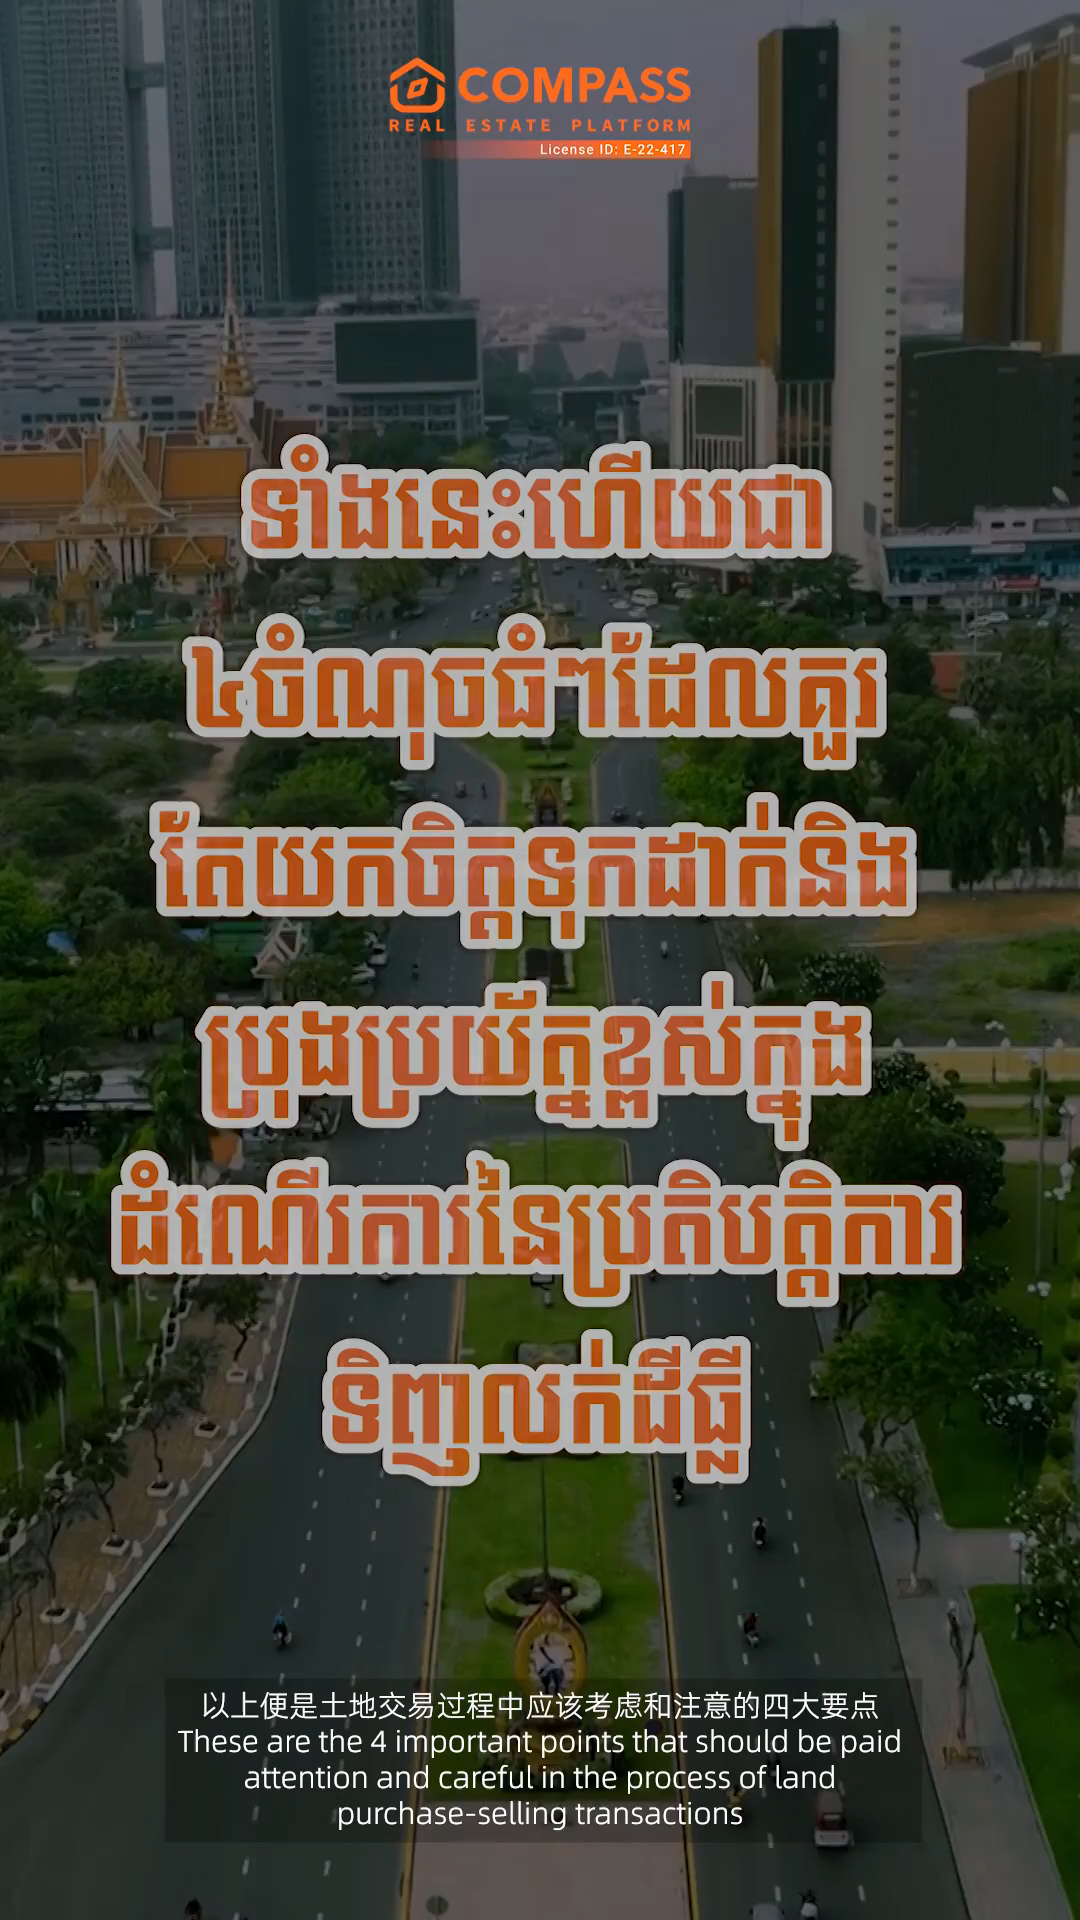 COMPASS
REAL ESTATE PLATFORM
License ID: E-22-417
ទាំងនេះហើយជា
៤ចំណុចធំៗដែលគួរ
តែយកចិត្តទុកដាក់និង
ប្រុងប្រយ័ត្នខ្ពស់ក្នុង
ដំណើរការនៃប្រតិបត្តិការ
ទិញលក់ដីធ្លី
以上便是土地交易过程中应该考虑和注意的四大要点
These are the 4 important points that should be paid
attention and careful in the process of land
purchase-selling transactions